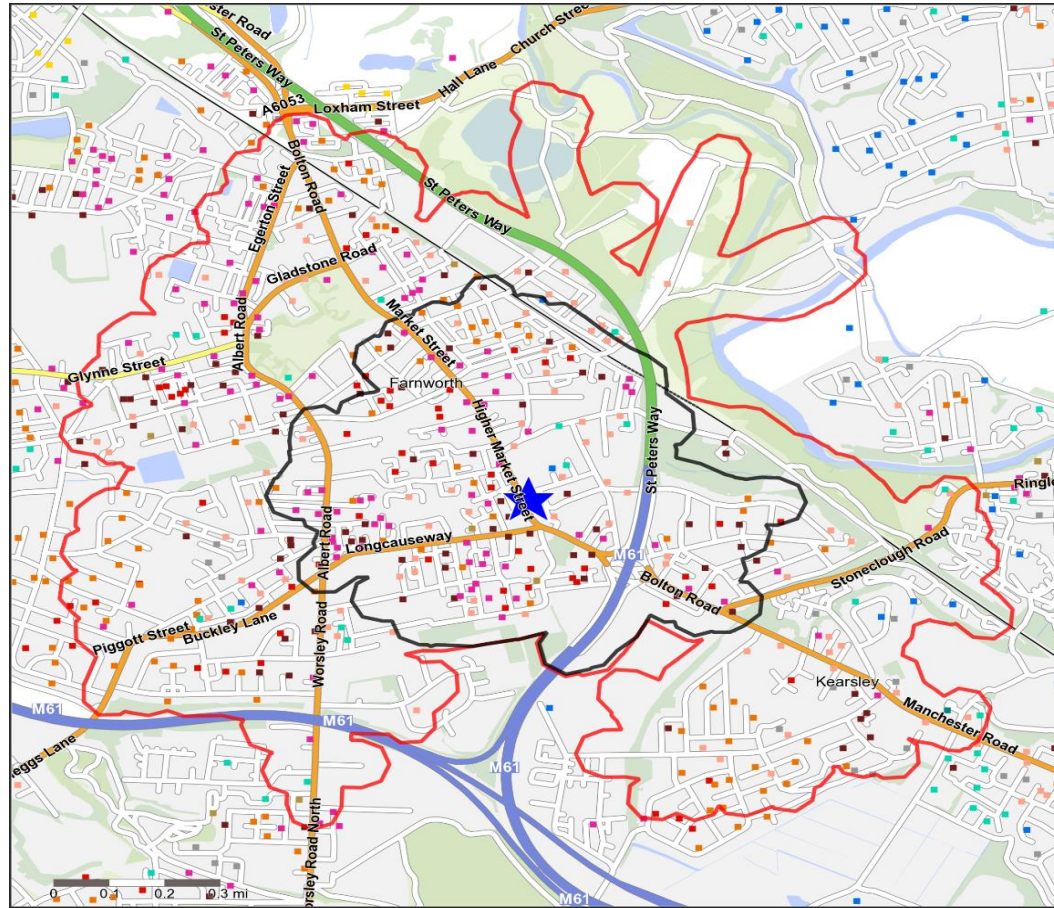 ster Road
St Peters Way
A6053
Loxham Street
Hall Lane
Church Stree
Bolton Road
Egerton Street
St Peters Way
Gladstone Road
Market Street
Albert Road
Glynne Street
Farnworth
Higher Market Street
St Peters Way
Ringle
Longcauseway
Albert Road
M61
Stoneclough Road
Bolton Road
Piggott Street
Buckley Lane
Worsley Road
Kearsley
M61
M61
Manchester Road
eggs Lane
M61
orsley Road North
0 0.1 0.2 0.3 mi
M61